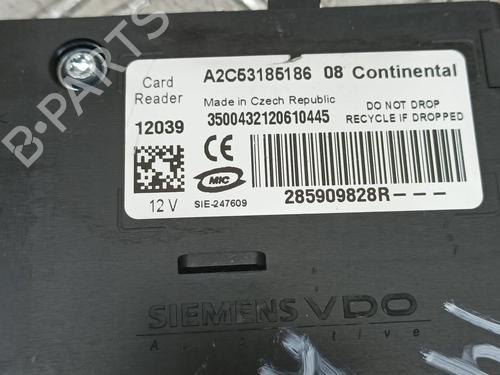 Card Reader
A2C53185186 08 Continental
Made in Czech Republic
DO NOT DROP
12039
3500432120610445
RECYCLE IF DROPPED
CE
MIC
12 V
SIE-247609
285909828R---
SIEMENS VDO
Automotive
B-Parts